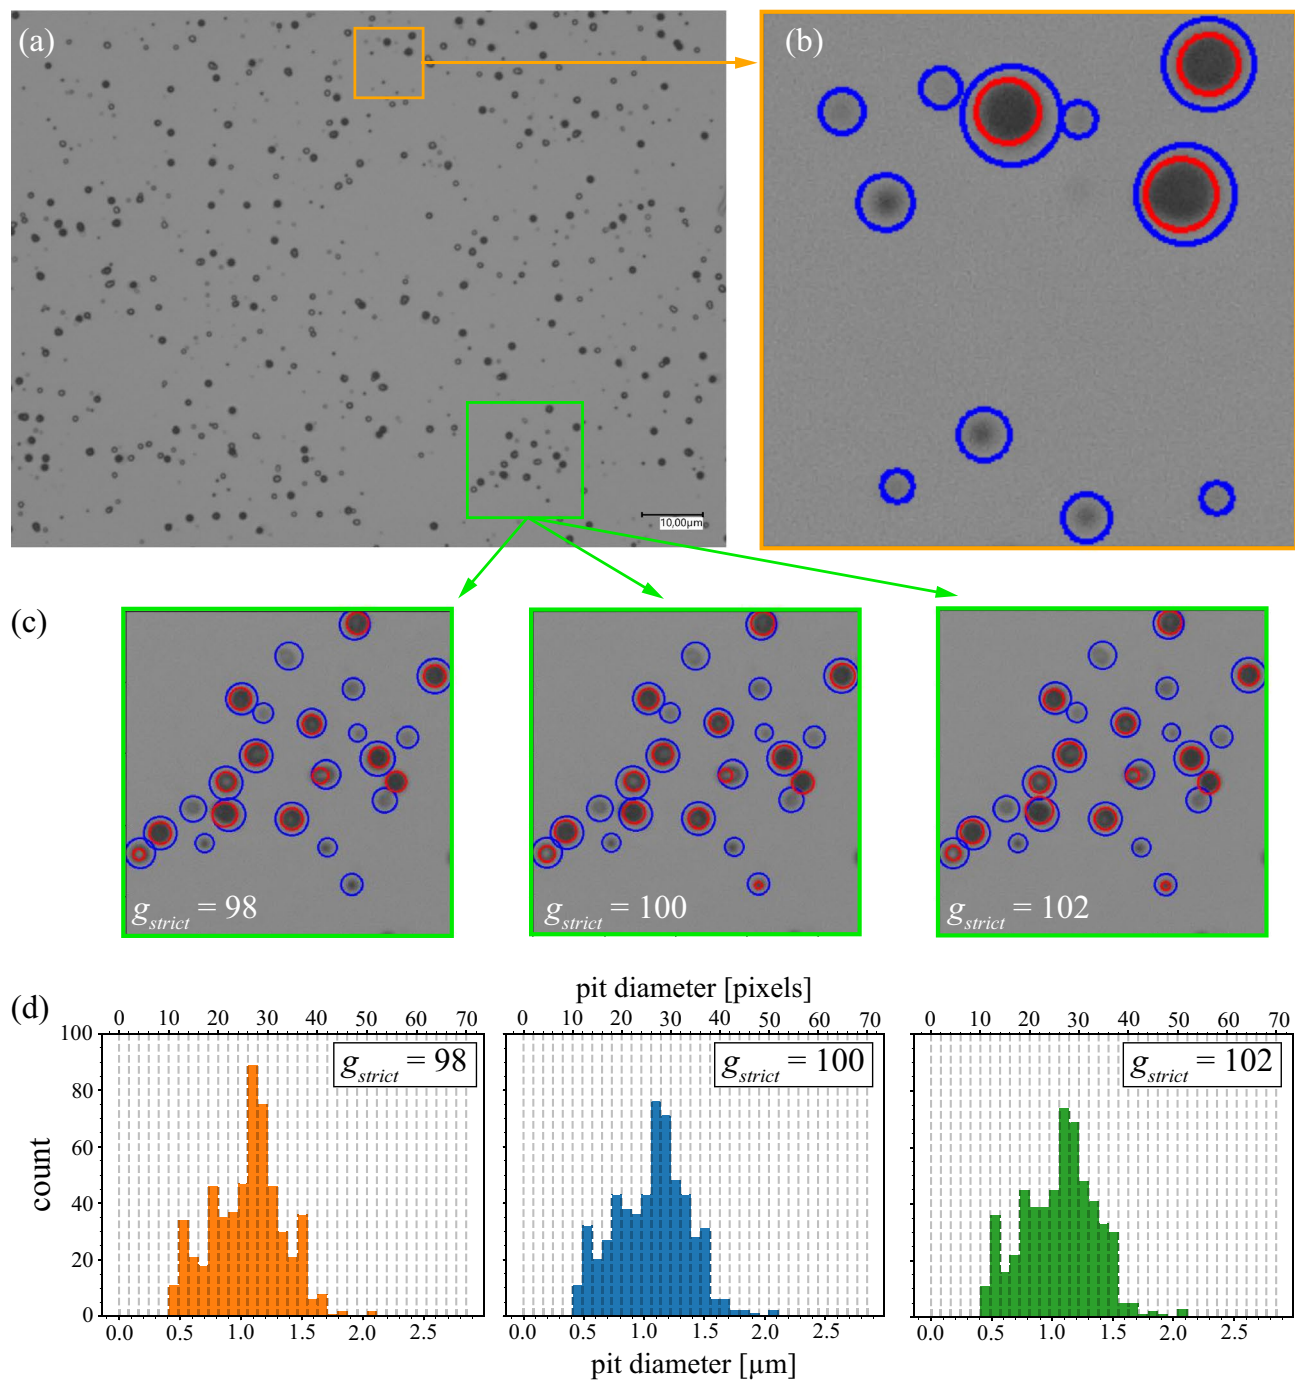 (a)
(b)
10,00µm
(c)
g_strict = 98
g_strict = 100
g_strict = 102
(d)
pit diameter [pixels]
0 10 20 30 40 50 60 70
0 10 20 30 40 50 60 70
0 10 20 30 40 50 60 70
g_strict = 98
g_strict = 100
g_strict = 102
count
100
80
60
40
20
0
0.0 0.5 1.0 1.5 2.0 2.5
0.0 0.5 1.0 1.5 2.0 2.5
0.0 0.5 1.0 1.5 2.0 2.5
pit diameter [µm]